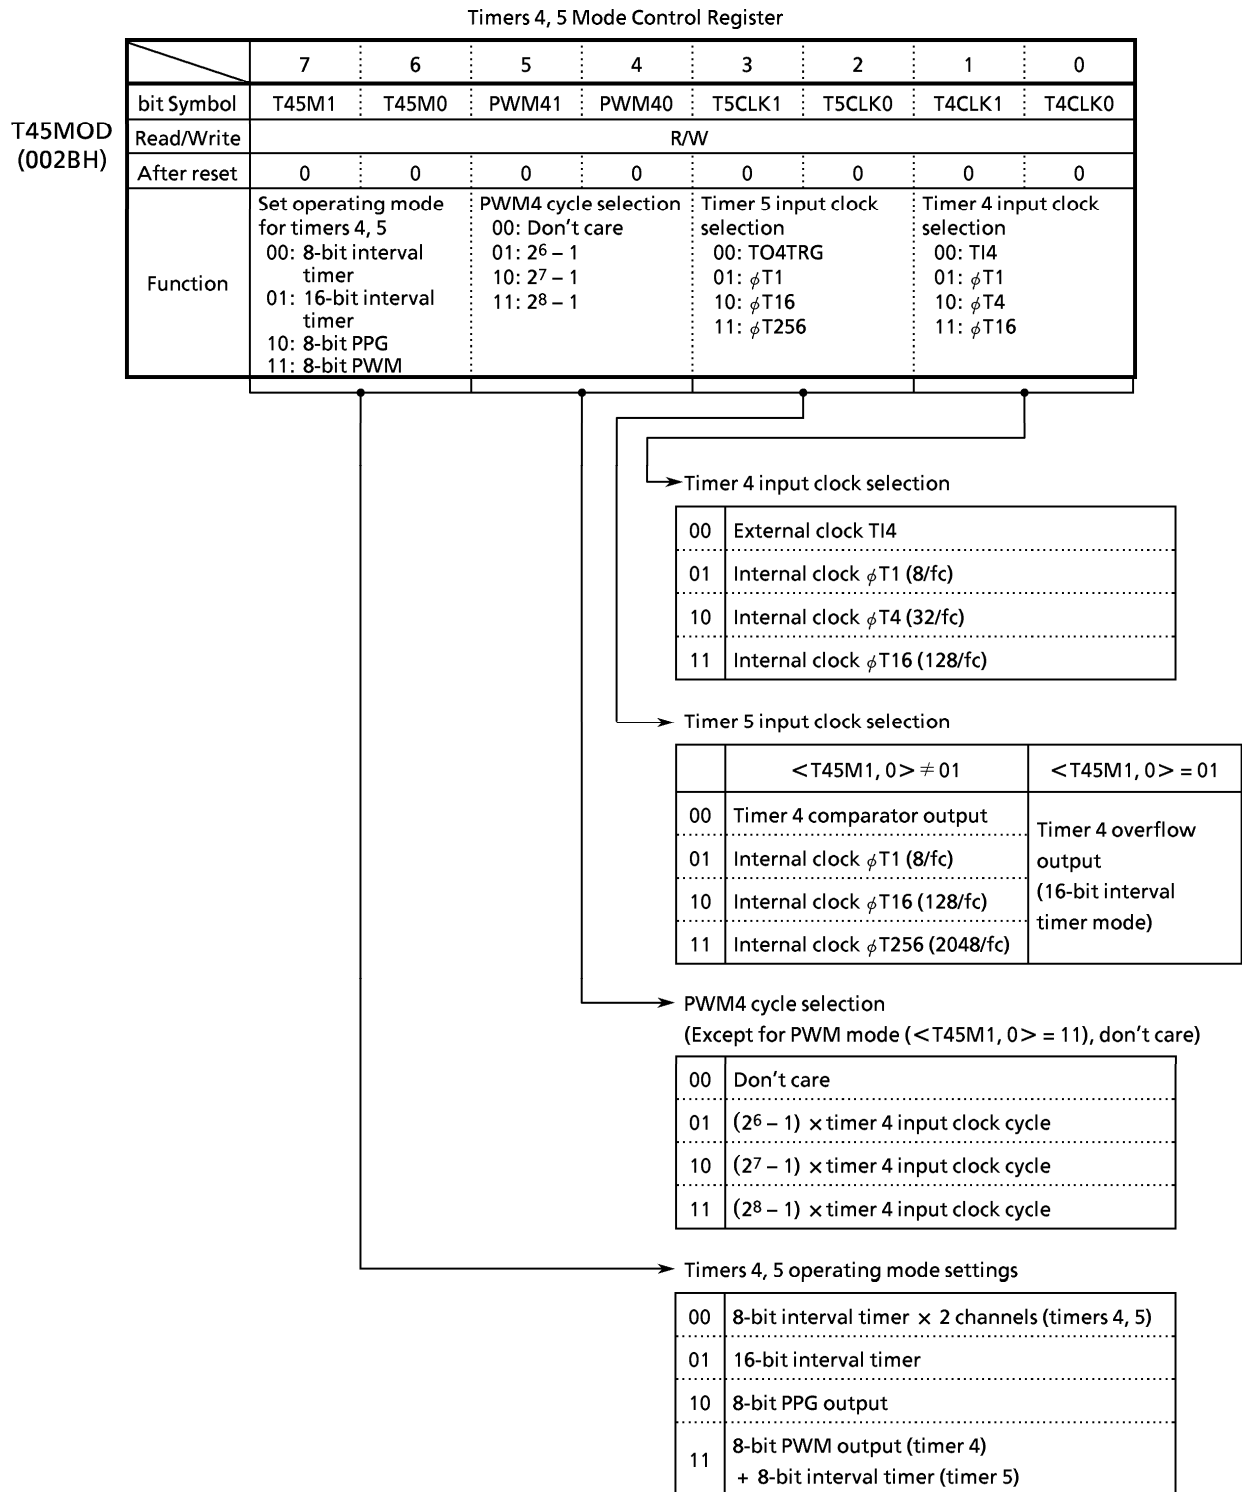 Timers 4, 5 Mode Control Register
7 6 5 4 3 2 1 0
bit Symbol T45M1 T45M0 PWM41 PWM40 T5CLK1 T5CLK0 T4CLK1 T4CLK0
T45MOD
(002BH)
Read/Write R/W
After reset 0 0 0 0 0 0 0 0
Function
Set operating mode
for timers 4, 5
00: 8-bit interval
timer
01: 16-bit interval
timer
10: 8-bit PPG
11: 8-bit PWM
PWM4 cycle selection
00: Don't care
01: 2⁶ – 1
10: 2⁷ – 1
11: 2⁸ – 1
Timer 5 input clock
selection
00: TO4TRG
01: ϕT1
10: ϕT16
11: ϕT256
Timer 4 input clock
selection
00: TI4
01: ϕT1
10: ϕT4
11: ϕT16
Timer 4 input clock selection
00 External clock TI4
01 Internal clock ϕT1 (8/fc)
10 Internal clock ϕT4 (32/fc)
11 Internal clock ϕT16 (128/fc)
Timer 5 input clock selection
<T45M1, 0> ≠ 01 <T45M1, 0> = 01
00 Timer 4 comparator output
01 Internal clock ϕT1 (8/fc)
10 Internal clock ϕT16 (128/fc)
11 Internal clock ϕT256 (2048/fc)
Timer 4 overflow
output
(16-bit interval
timer mode)
PWM4 cycle selection
(Except for PWM mode (<T45M1, 0> = 11), don't care)
00 Don't care
01 (2⁶ – 1) × timer 4 input clock cycle
10 (2⁷ – 1) × timer 4 input clock cycle
11 (2⁸ – 1) × timer 4 input clock cycle
Timers 4, 5 operating mode settings
00 8-bit interval timer × 2 channels (timers 4, 5)
01 16-bit interval timer
10 8-bit PPG output
11 8-bit PWM output (timer 4)
+ 8-bit interval timer (timer 5)